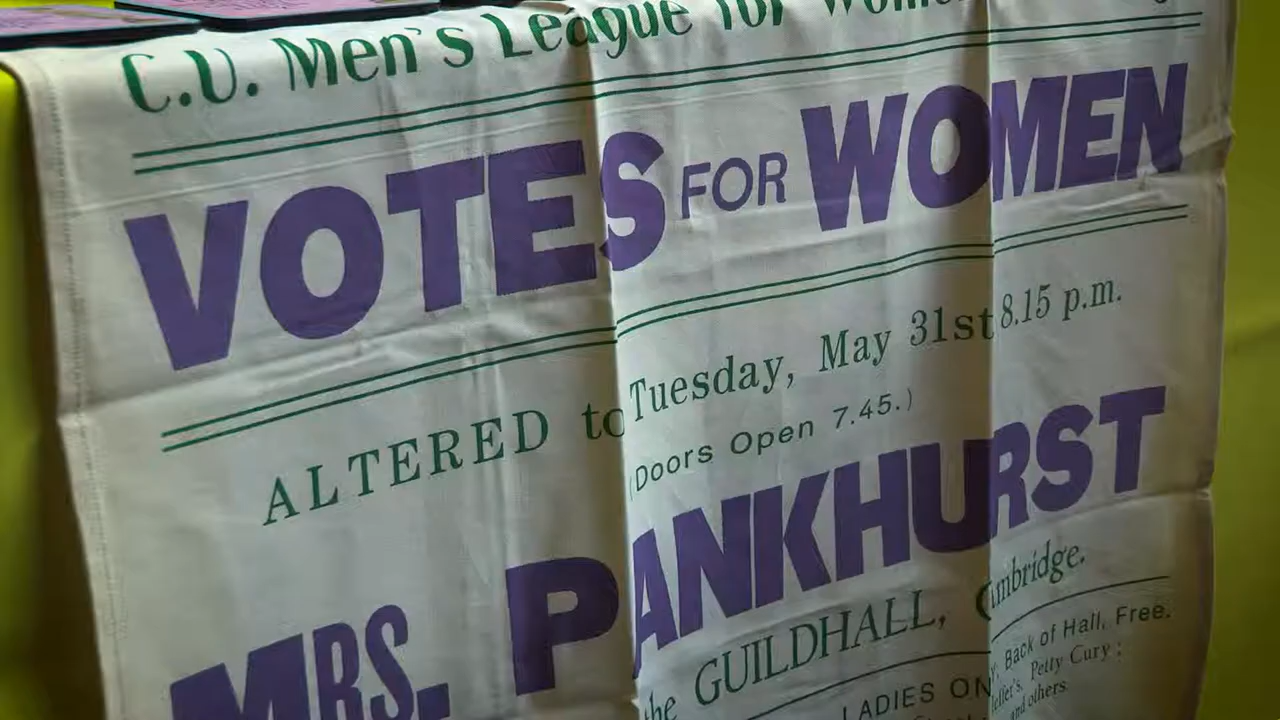 C.U. Men's League for Women
VOTES FOR WOMEN
ALTERED to Tuesday, May 31st 8.15 p.m.
(Doors Open 7.45.)
MRS. PANKHURST
the GUILDHALL, Cambridge.
Back of Hall, Free.
LADIES ON
Petty Cury;
and others